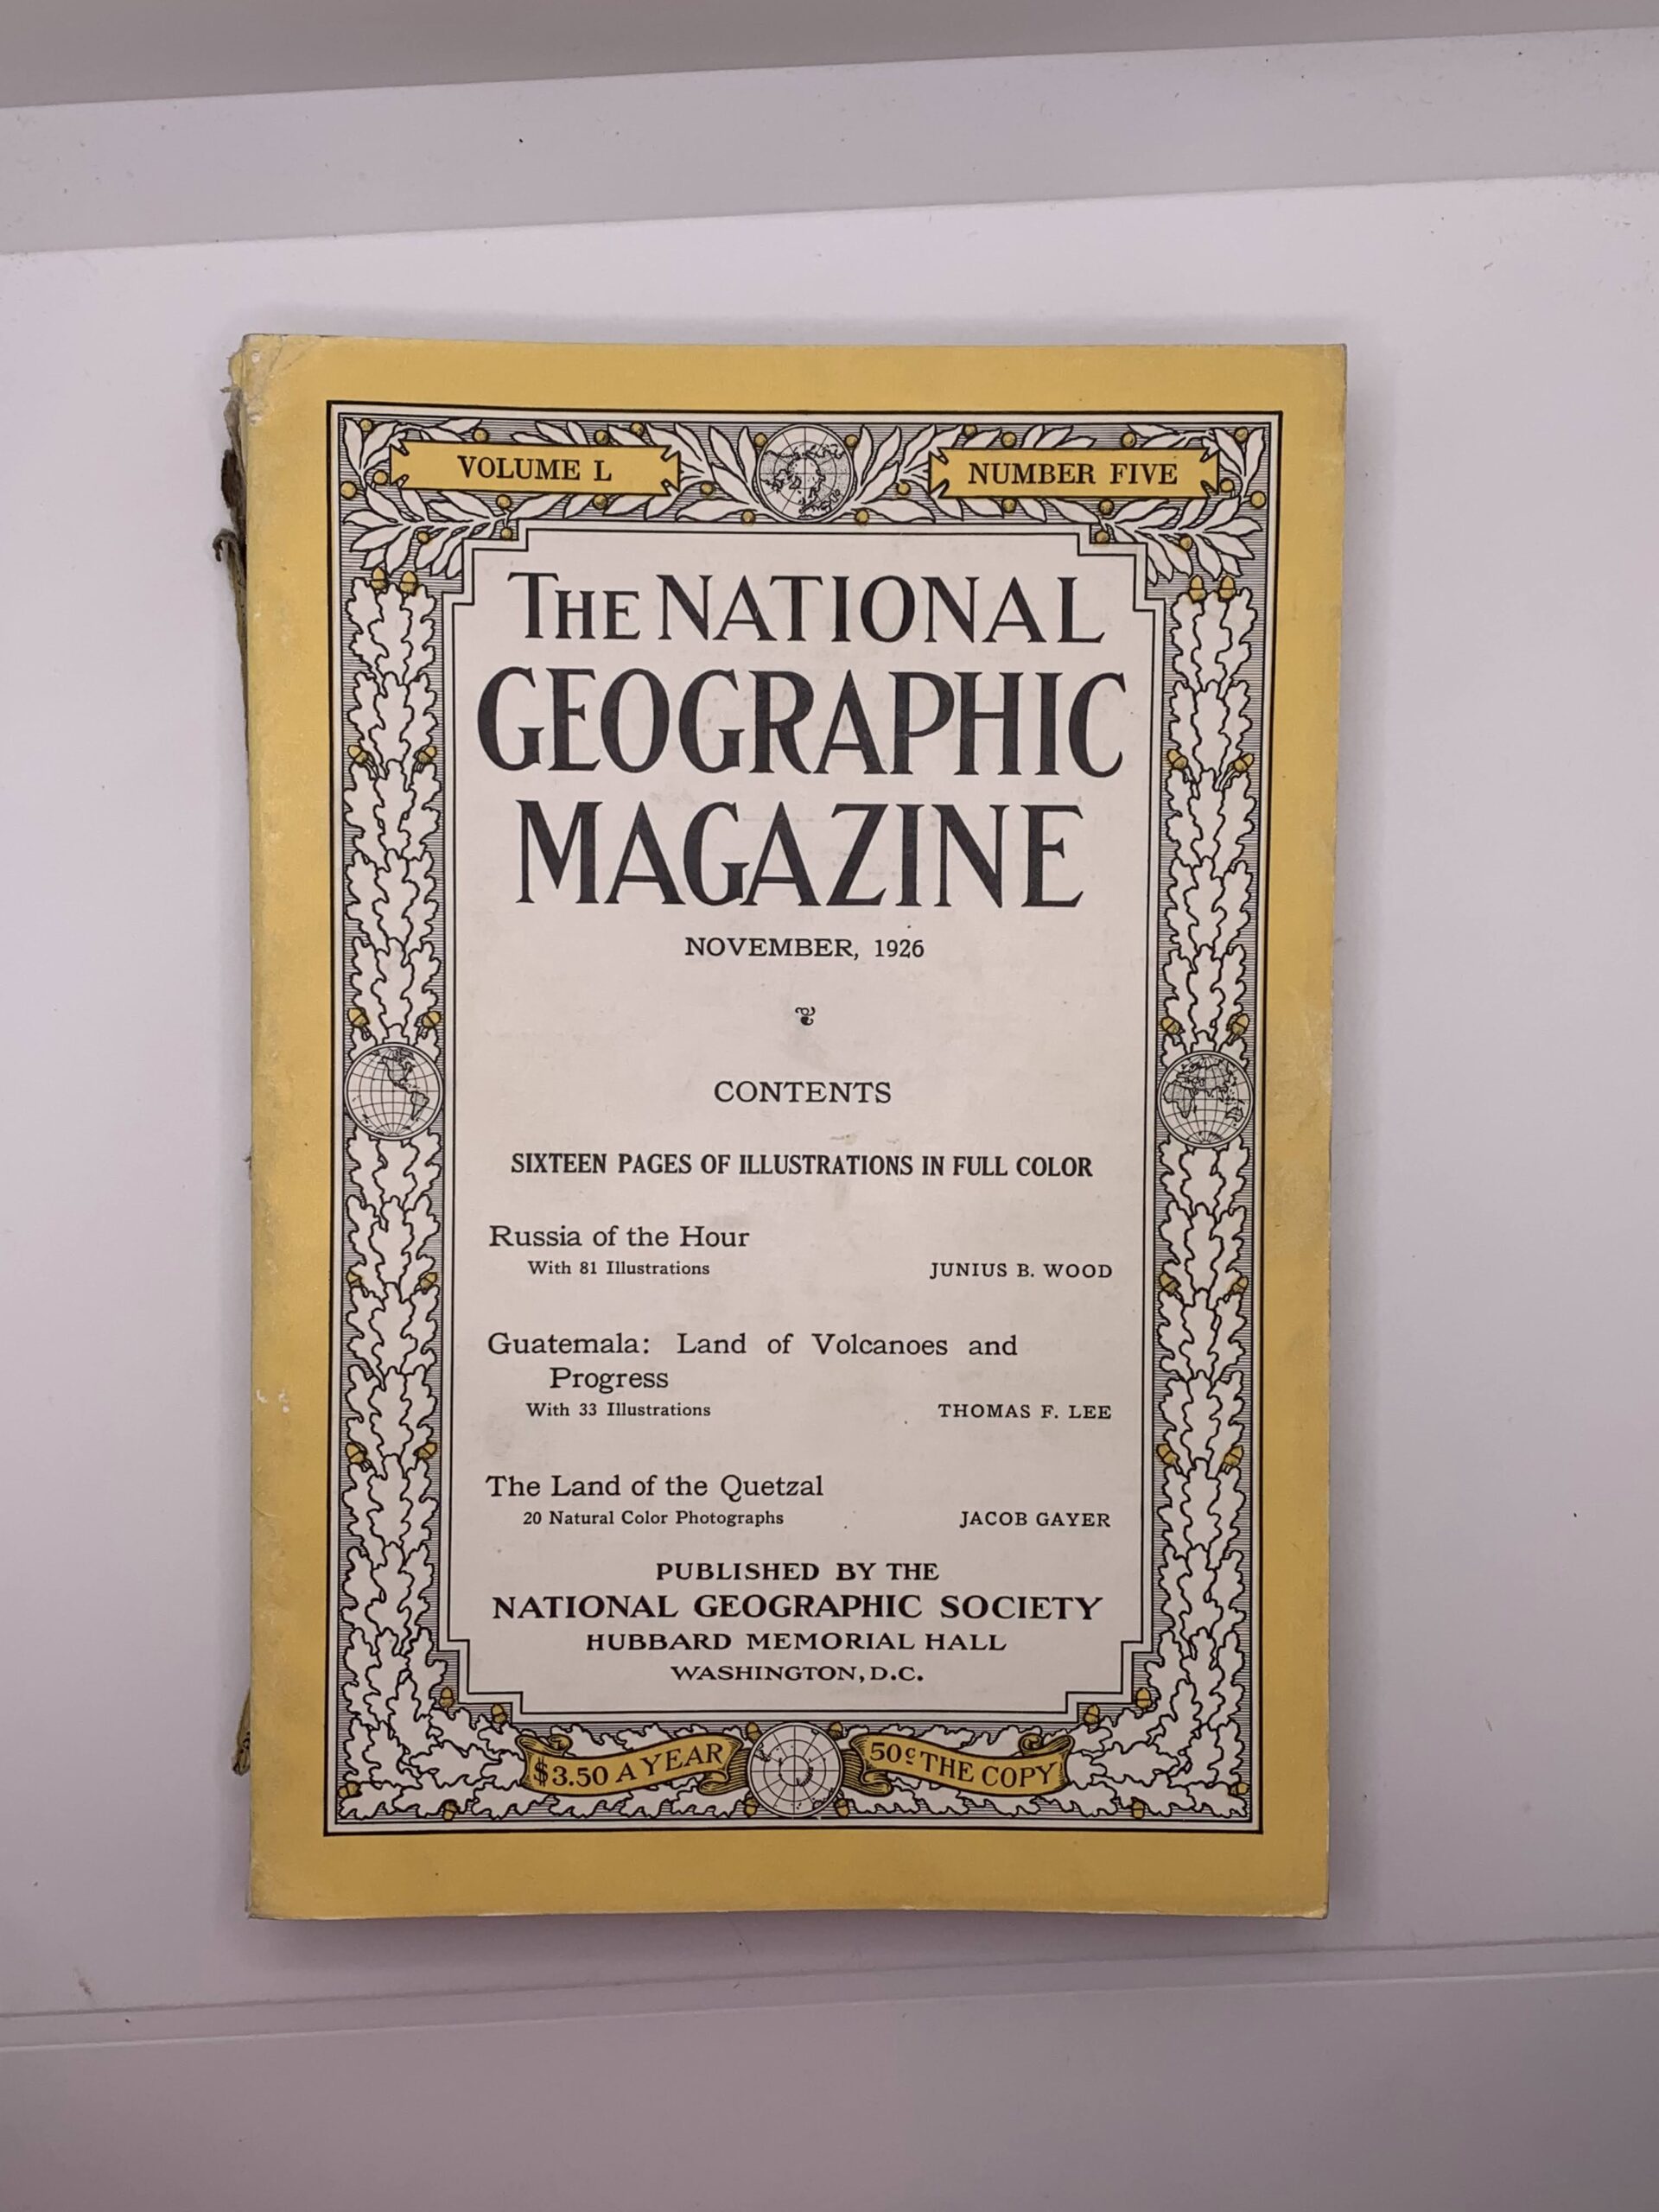 VOLUME L
NUMBER FIVE
THE NATIONAL
GEOGRAPHIC
MAGAZINE
NOVEMBER, 1926
CONTENTS
SIXTEEN PAGES OF ILLUSTRATIONS IN FULL COLOR
Russia of the Hour
With 81 Illustrations JUNIUS B. WOOD
Guatemala: Land of Volcanoes and
Progress
With 33 Illustrations THOMAS F. LEE
The Land of the Quetzal
20 Natural Color Photographs JACOB GAYER
PUBLISHED BY THE
NATIONAL GEOGRAPHIC SOCIETY
HUBBARD MEMORIAL HALL
WASHINGTON, D.C.
$3.50 A YEAR
50¢ THE COPY